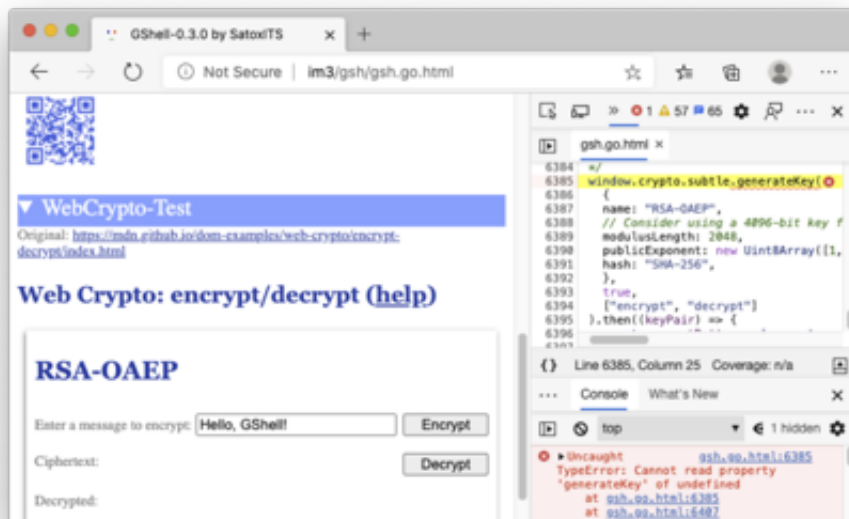 GShell-0.3.0 by SatoxITS
Not Secure | im3/gsh/gsh.go.html
1 57 65
gsh.go.html
WebCrypto-Test
Original: https://mdn.github.io/dom-examples/web-crypto/encrypt-
decrypt/index.html
Web Crypto: encrypt/decrypt (help)
RSA-OAEP
Enter a message to encrypt: Hello, GShell! Encrypt
Ciphertext: Decrypt
Decrypted:
6384 */
6385 window.crypto.subtle.generateKey(
6386 {
6387 name: "RSA-OAEP",
6388 // Consider using a 4096-bit key f
6389 modulusLength: 2048,
6390 publicExponent: new Uint8Array([1,
6391 hash: "SHA-256",
6392 },
6393 true,
6394 ["encrypt", "decrypt"]
6395 ).then((keyPair) => {
6396
{} Line 6385, Column 25 Coverage: n/a
Console What's New
top 1 hidden
Uncaught gsh.go.html:6385
TypeError: Cannot read property
'generateKey' of undefined
at gsh.go.html:6385
at gsh.go.html:6407